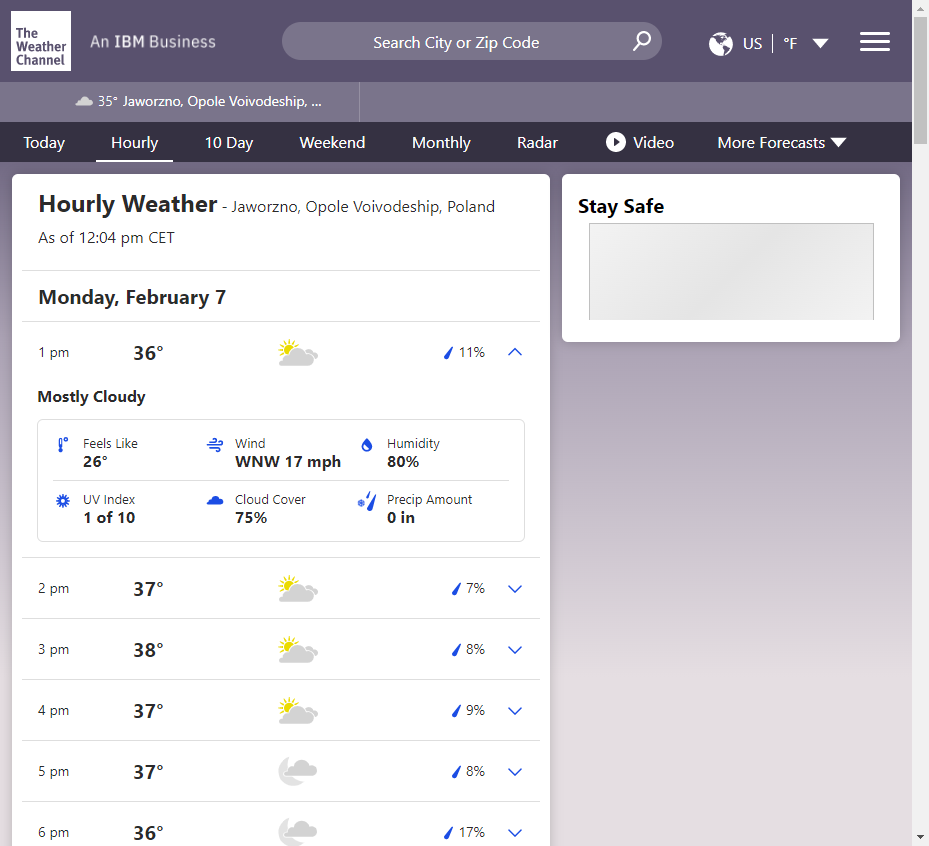 The
Weather
Channel
An IBM Business
Search City or Zip Code
US | °F
35° Jaworzno, Opole Voivodeship, ...
Today Hourly 10 Day Weekend Monthly Radar Video More Forecasts
Hourly Weather - Jaworzno, Opole Voivodeship, Poland
As of 12:04 pm CET
Monday, February 7
1 pm 36° 11%
Mostly Cloudy
Feels Like Wind Humidity
26° WNW 17 mph 80%
UV Index Cloud Cover Precip Amount
1 of 10 75% 0 in
2 pm 37° 7%
3 pm 38° 8%
4 pm 37° 9%
5 pm 37° 8%
6 pm 36° 17%
Stay Safe